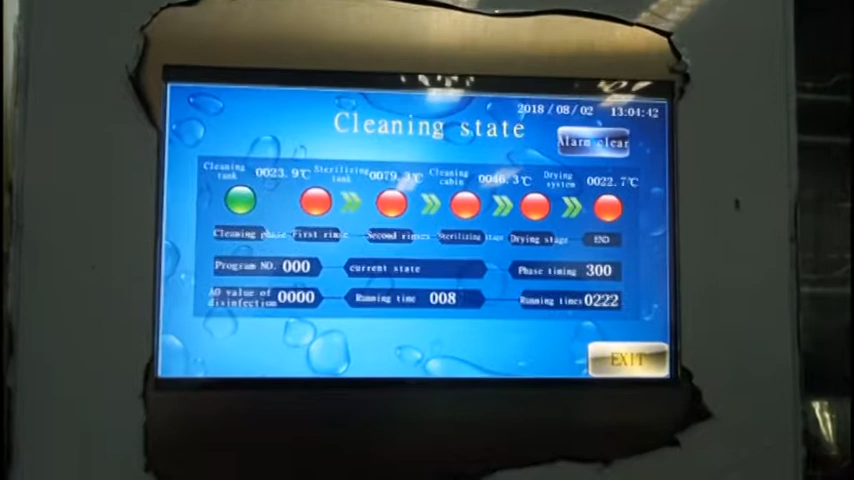 2018/08/02 13:04:42
Cleaning state
Alarm clear
Cleaning tank 0023.9℃ Sterilizing tank 0079.3℃ Cleaning cabin 0046.3℃ Drying system 0022.7℃
Cleaning phase First rinse Second rinses Sterilizing stage Drying stage END
Program NO. 000 current state Phase timing 300
A0 value of disinfection 0000 Running time 008 Running times 0222
EXIT